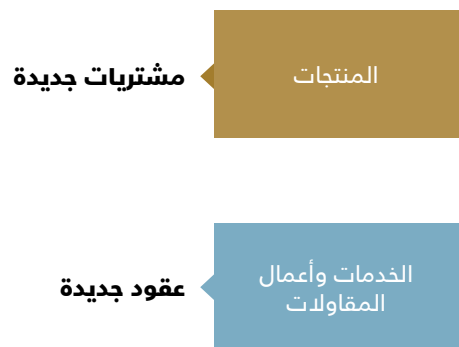 المنتجات
مشتريات جديدة
الخدمات وأعمال
المقاولات
عقود جديدة